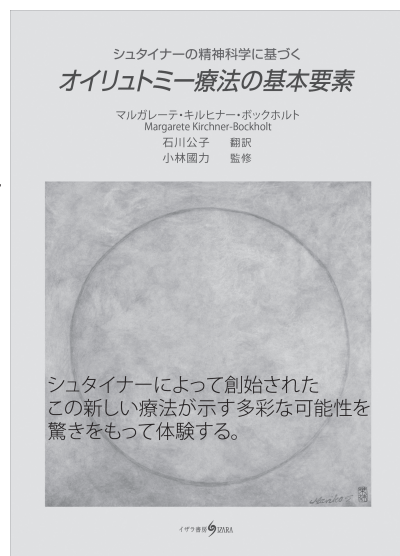 シュタイナーの精神科学に基づく
オイリュトミー療法の基本要素
マルガレーテ・キルヒナー・ボックホルト
Margarete Kirchner-Bockholt
石川公子 翻訳
小林國力 監修
シュタイナーによって創始された
この新しい療法が示す多彩な可能性を
驚きをもって体験する。
イザラ書房 IZARA